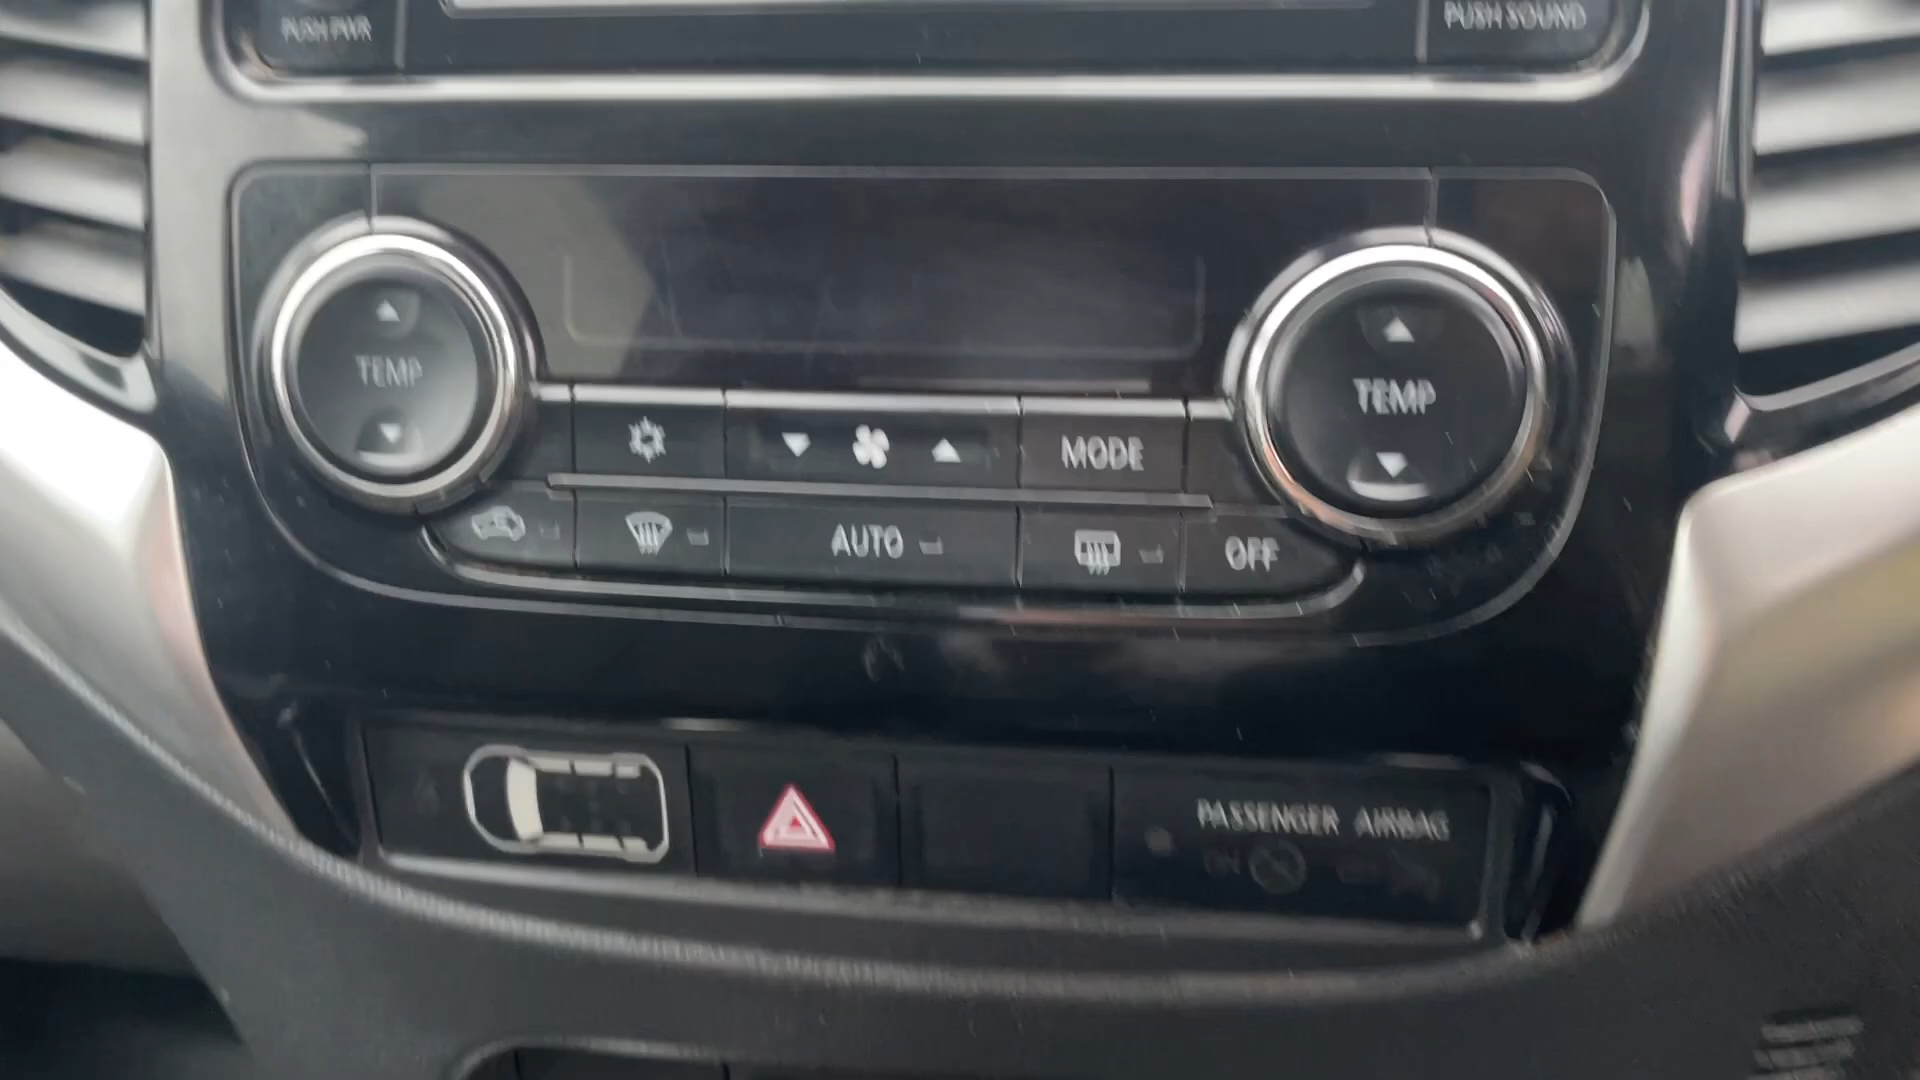 PUSH PWR
PUSH SOUND
TEMP
TEMP
MODE
AUTO
OFF
PASSENGER AIRBAG